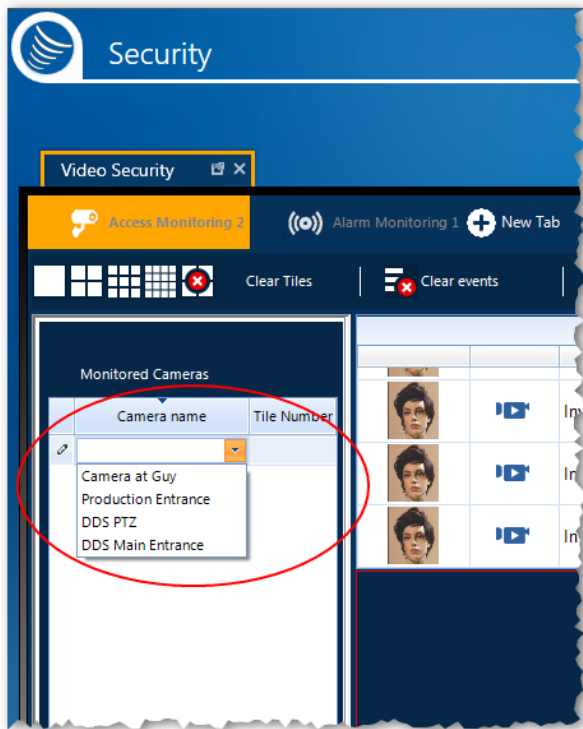 Security
Video Security
Access Monitoring 2
Alarm Monitoring 1
New Tab
Clear Tiles
Clear events
Monitored Cameras
Camera name
Tile Number
Camera at Guy
Production Entrance
DDS PTZ
DDS Main Entrance